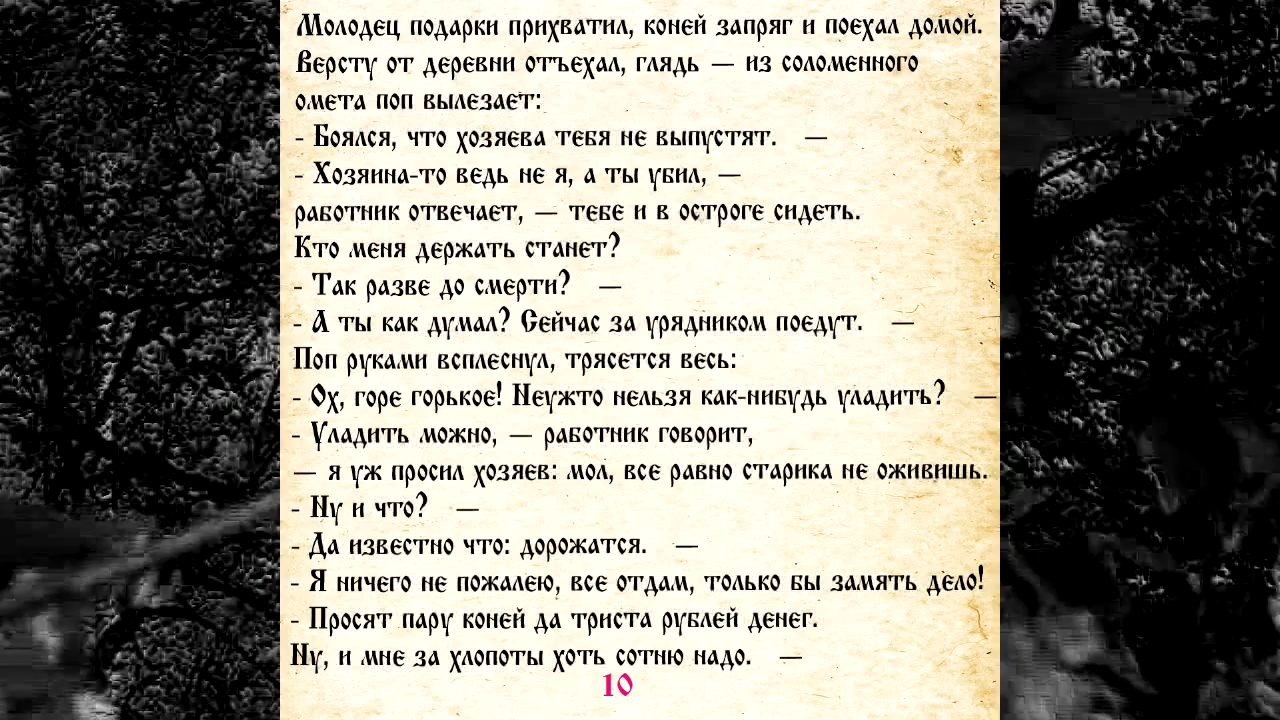 Молодец подарки прихватил, коней запряг и поехал домой.
Версту от деревни отъехал, глядь — из соломенного
омета поп вылезает:
- Боялся, что хозяева тебя не выпустят. —
- Хозяина-то ведь не я, а ты убил, —
работник отвечает, — тебе и в остроге сидеть.
Кто меня держать станет?
- Так разве до смерти? —
- А ты как думал? Сейчас за урядником поедут. —
Поп руками всплеснул, трясется весь:
- Ох, горе горькое! Неужто нельзя как-нибудь уладить? —
- Уладить можно, — работник говорит,
— я уж просил хозяев: мол, все равно старика не оживишь.
- Ну и что? —
- Да известно что: дорожатся. —
- Я ничего не пожалею, все отдам, только бы замять дело!
- Просят пару коней да триста рублей денег.
Ну, и мне за хлопоты хоть сотню надо. —
10